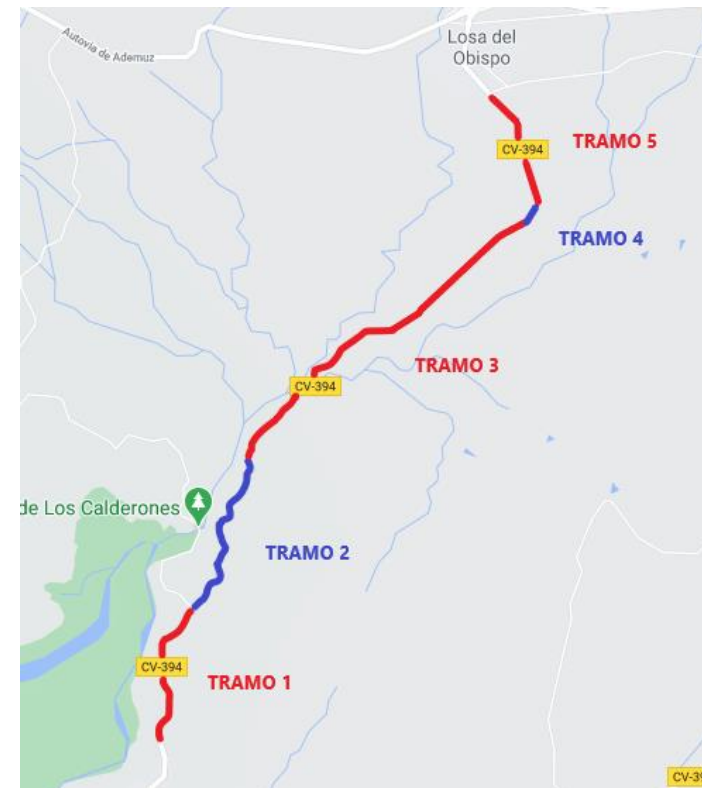 Autovia de Ademuz
Losa del
Obispo
CV-394
TRAMO 5
TRAMO 4
TRAMO 3
CV-394
de Los Calderones
TRAMO 2
CV-394
TRAMO 1
CV-39